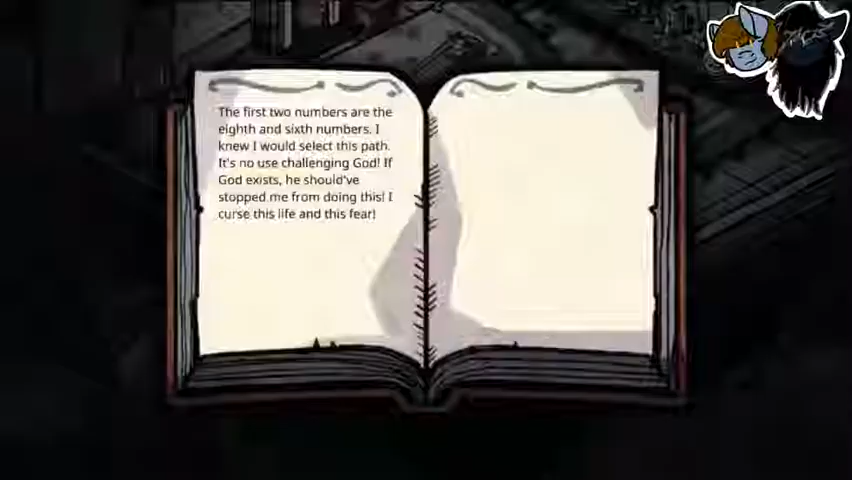 The first two numbers are the
eighth and sixth numbers. I
knew I would select this path.
It's no use challenging God! If
God exists, he should've
stopped me from doing this! I
curse this life and this fear!